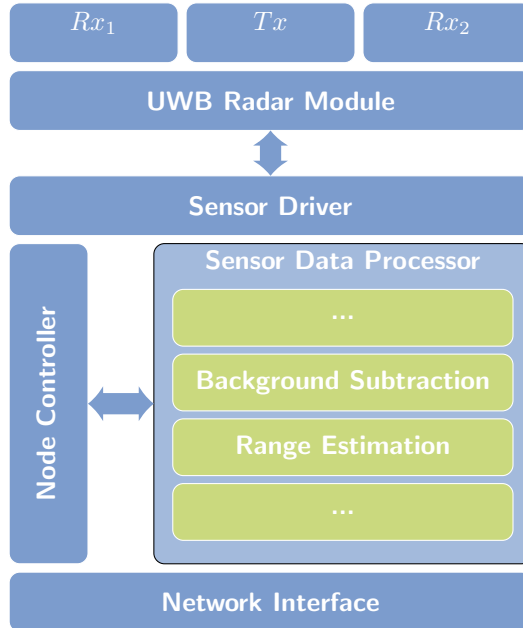 Rx₁ Tx Rx₂
UWB Radar Module
Sensor Driver
Sensor Data Processor
Node Controller
...
Background Subtraction
Range Estimation
...
Network Interface